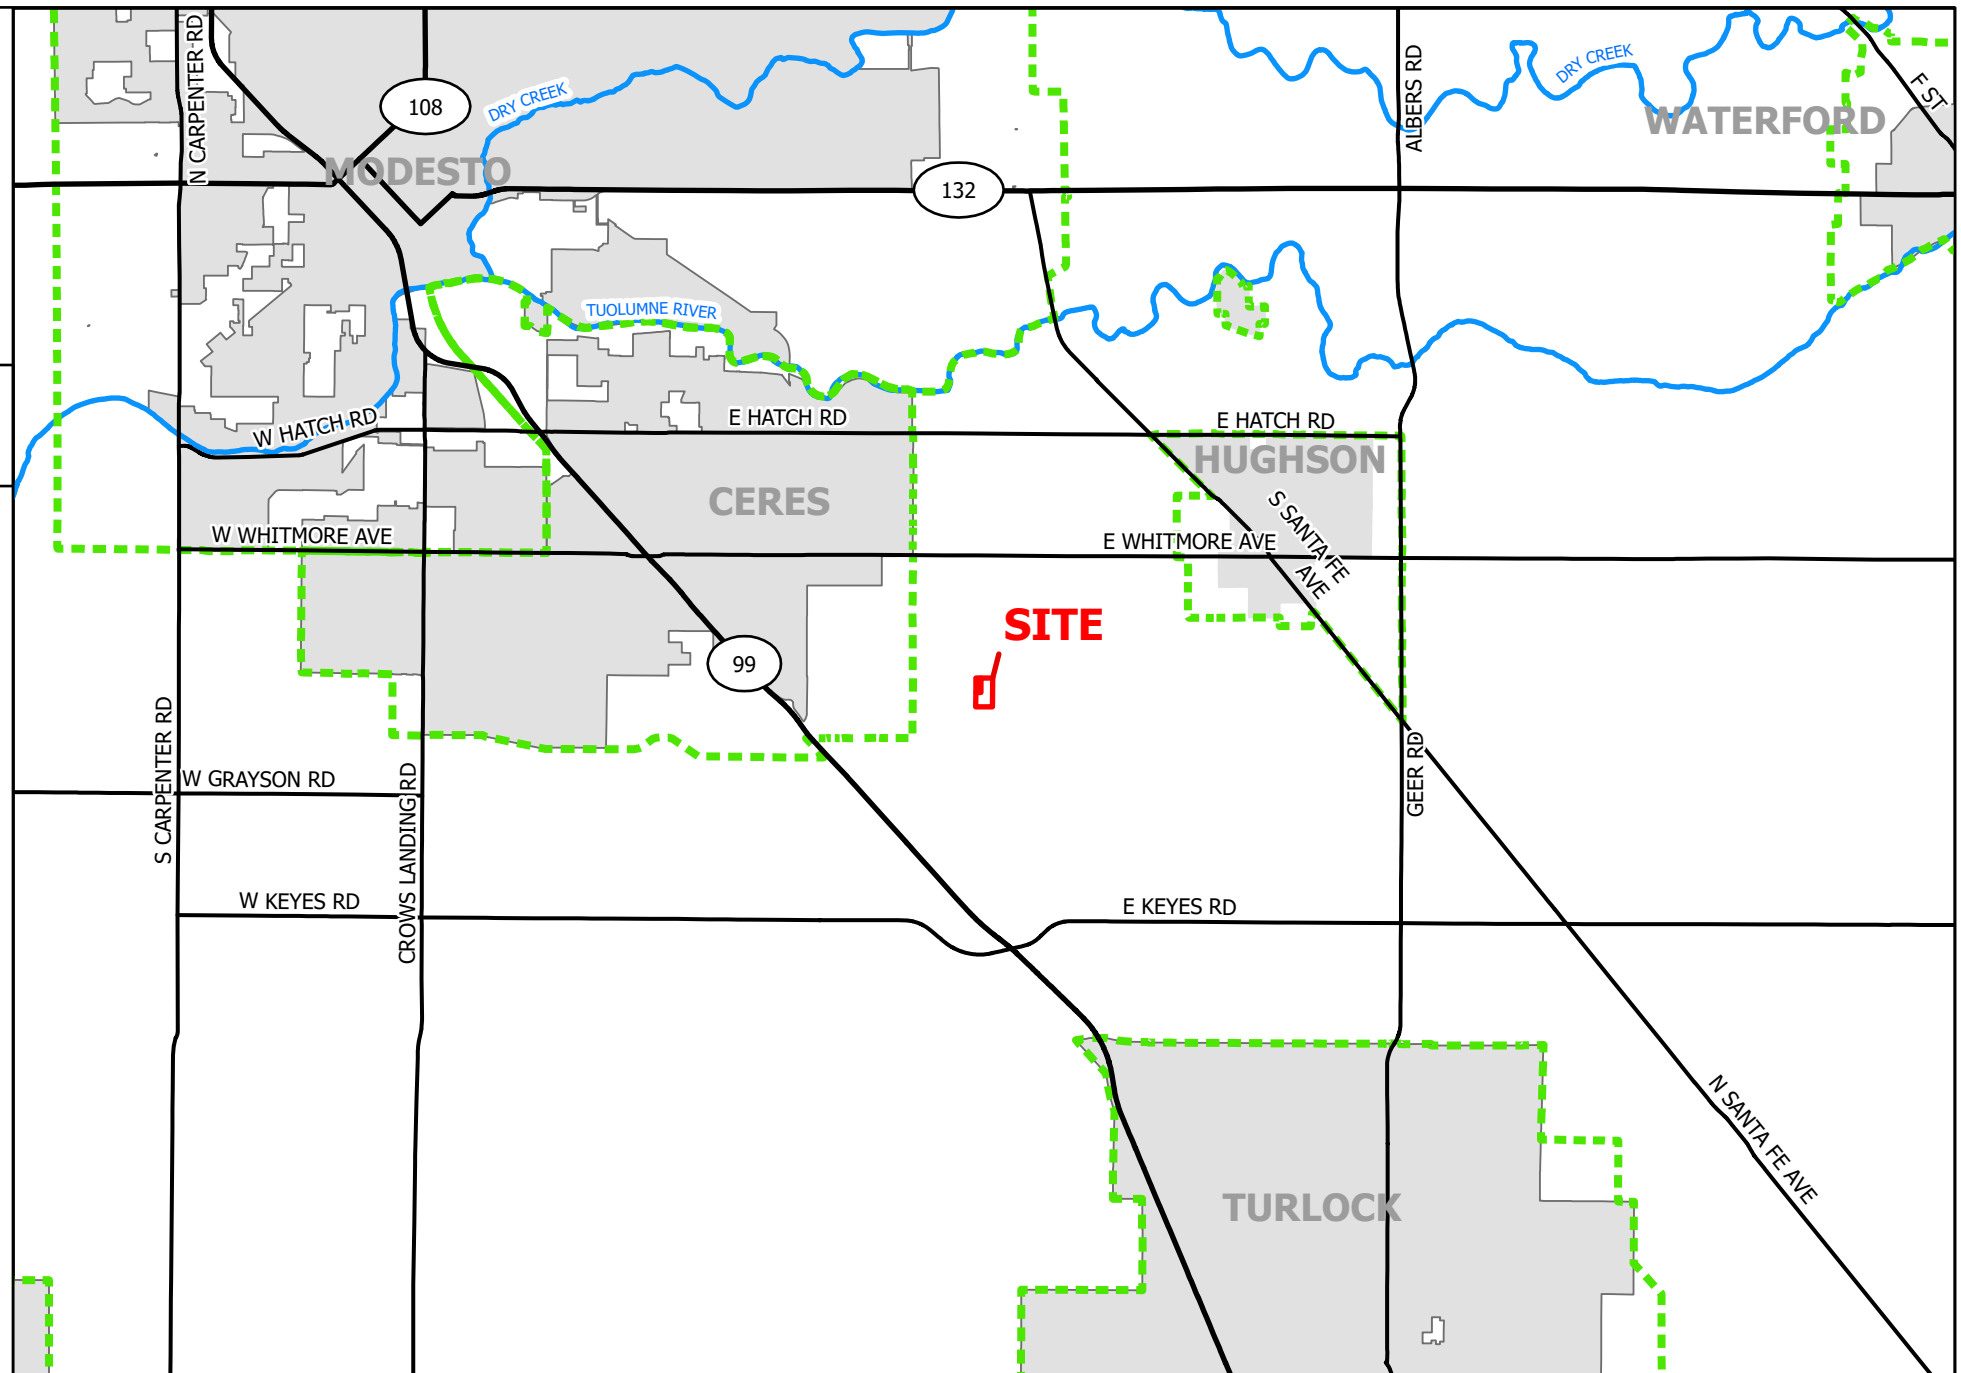 N CARPENTER RD
108
DRY CREEK
ALBERS RD
DRY CREEK
F ST
WATERFORD
MODESTO
132
TUOLUMNE RIVER
W HATCH RD
E HATCH RD
E HATCH RD
HUGHSON
CERES
S SANTA FE
AVE
W WHITMORE AVE
E WHITMORE AVE
SITE
99
S CARPENTER RD
W GRAYSON RD
CROWS LANDING RD
GEER RD
W KEYES RD
E KEYES RD
N SANTA FE AVE
TURLOCK